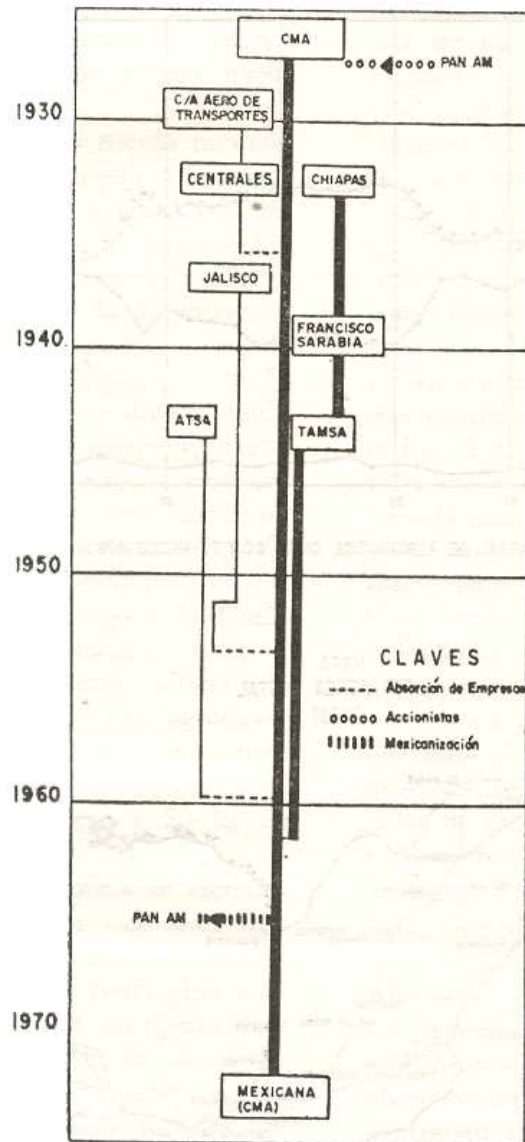 CMA
PAN AM
1930
C/A AERO DE
TRANSPORTES
CENTRALES
CHIAPAS
JALISCO
FRANCISCO
SARABIA
1940
ATSA
TAMSA
1950
CLAVES
Absorción de Empresas
Accionistas
Mexicanización
1960
PAN AM
1970
MEXICANA
(CMA)